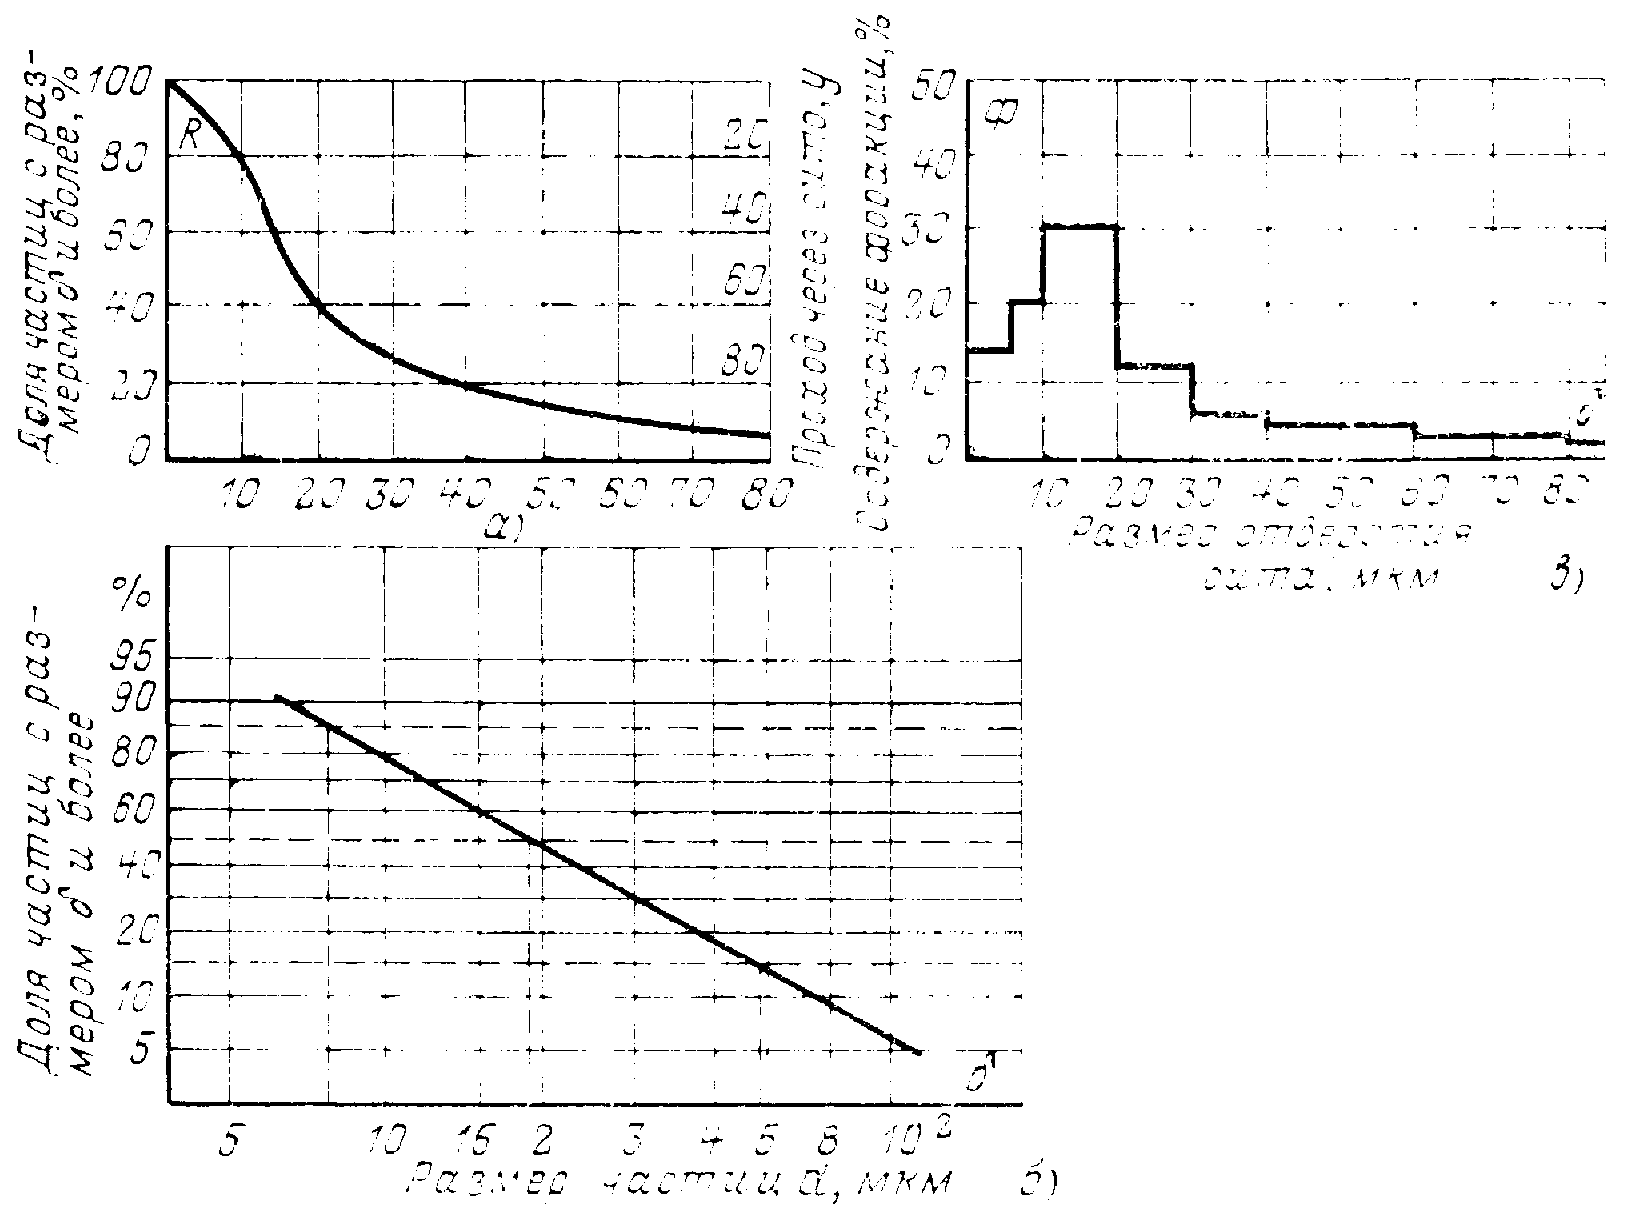 Доля частиц с раз-
мером δ и более, %
100
80
60
40
20
0
R
20
40
60
80
Проход через сито, У
10 20 30 40 50 60 70 80
а)
Содержание фракции, %
50
40
30
20
10
0
Ф
δ
10 20 30 40 50 60 70 80
Размер отверстия
сита, мкм
в)
Доля частиц с раз-
мером δ и более
%
95
90
80
60
40
20
10
5
δ
5 10 16 2 3 4 5 8 10²
Размер частиц d, мкм
б)